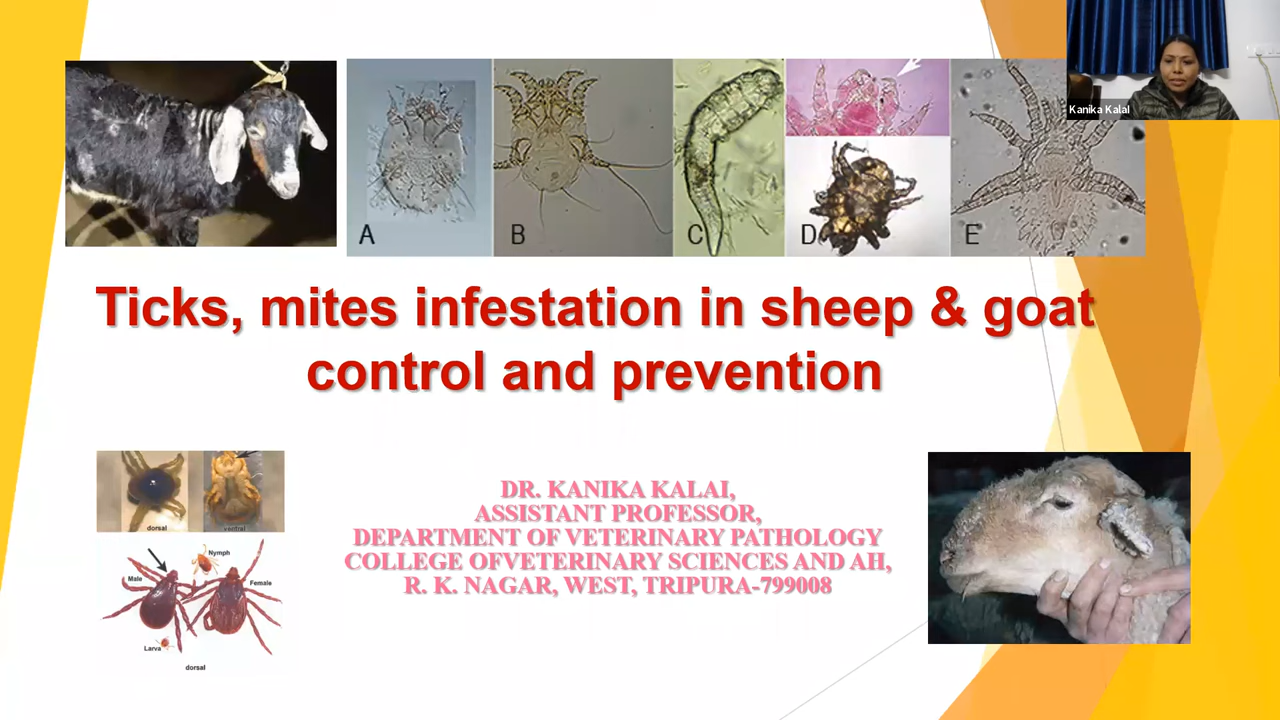 Kanika Kalal
A
B
C
D
E
Ticks, mites infestation in sheep & goat
control and prevention
dorsal
ventral
Nymph
Male
Female
Larva
dorsal
DR. KANIKA KALAI,
ASSISTANT PROFESSOR,
DEPARTMENT OF VETERINARY PATHOLOGY
COLLEGE OFVETERINARY SCIENCES AND AH,
R. K. NAGAR, WEST, TRIPURA-799008